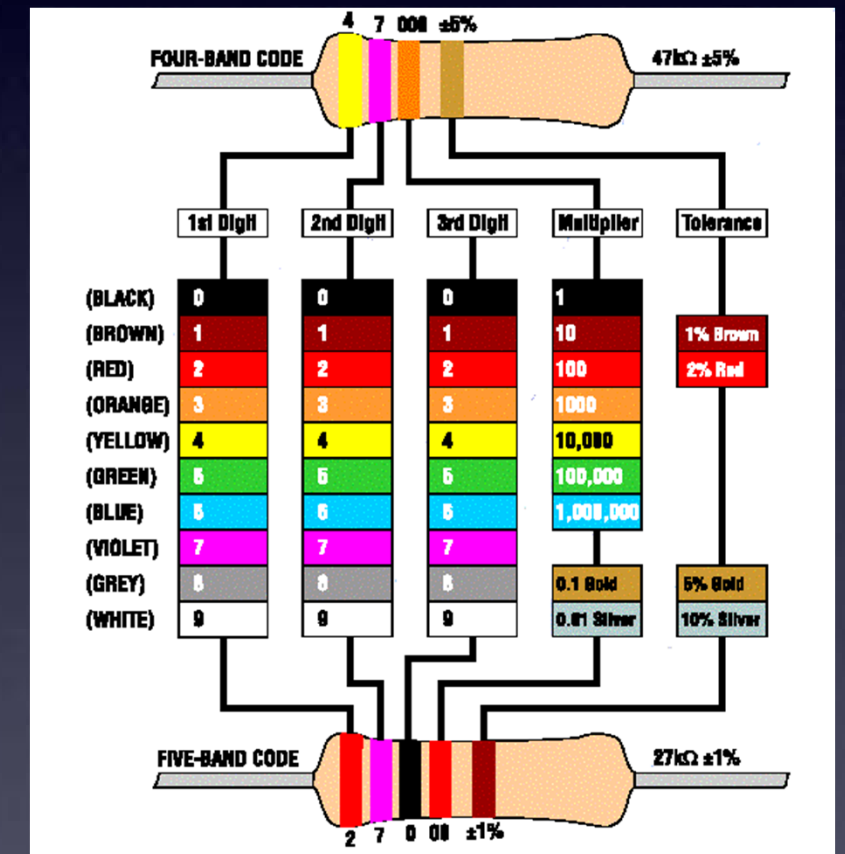 4 7 000 ±5%
FOUR-BAND CODE
47kΩ ±5%
1st Digit 2nd Digit 3rd Digit Multiplier Tolerance
(BLACK) 0 0 0 1
(BROWN) 1 1 1 10 1% Brown
(RED) 2 2 2 100 2% Red
(ORANGE) 3 3 3 1000
(YELLOW) 4 4 4 10,000
(GREEN) 5 5 5 100,000
(BLUE) 6 6 6 1,000,000
(VIOLET) 7 7 7
(GREY) 8 8 8 0.1 Gold 5% Gold
(WHITE) 9 9 9 0.01 Silver 10% Silver
FIVE-BAND CODE
27kΩ ±1%
2 7 0 00 ±1%